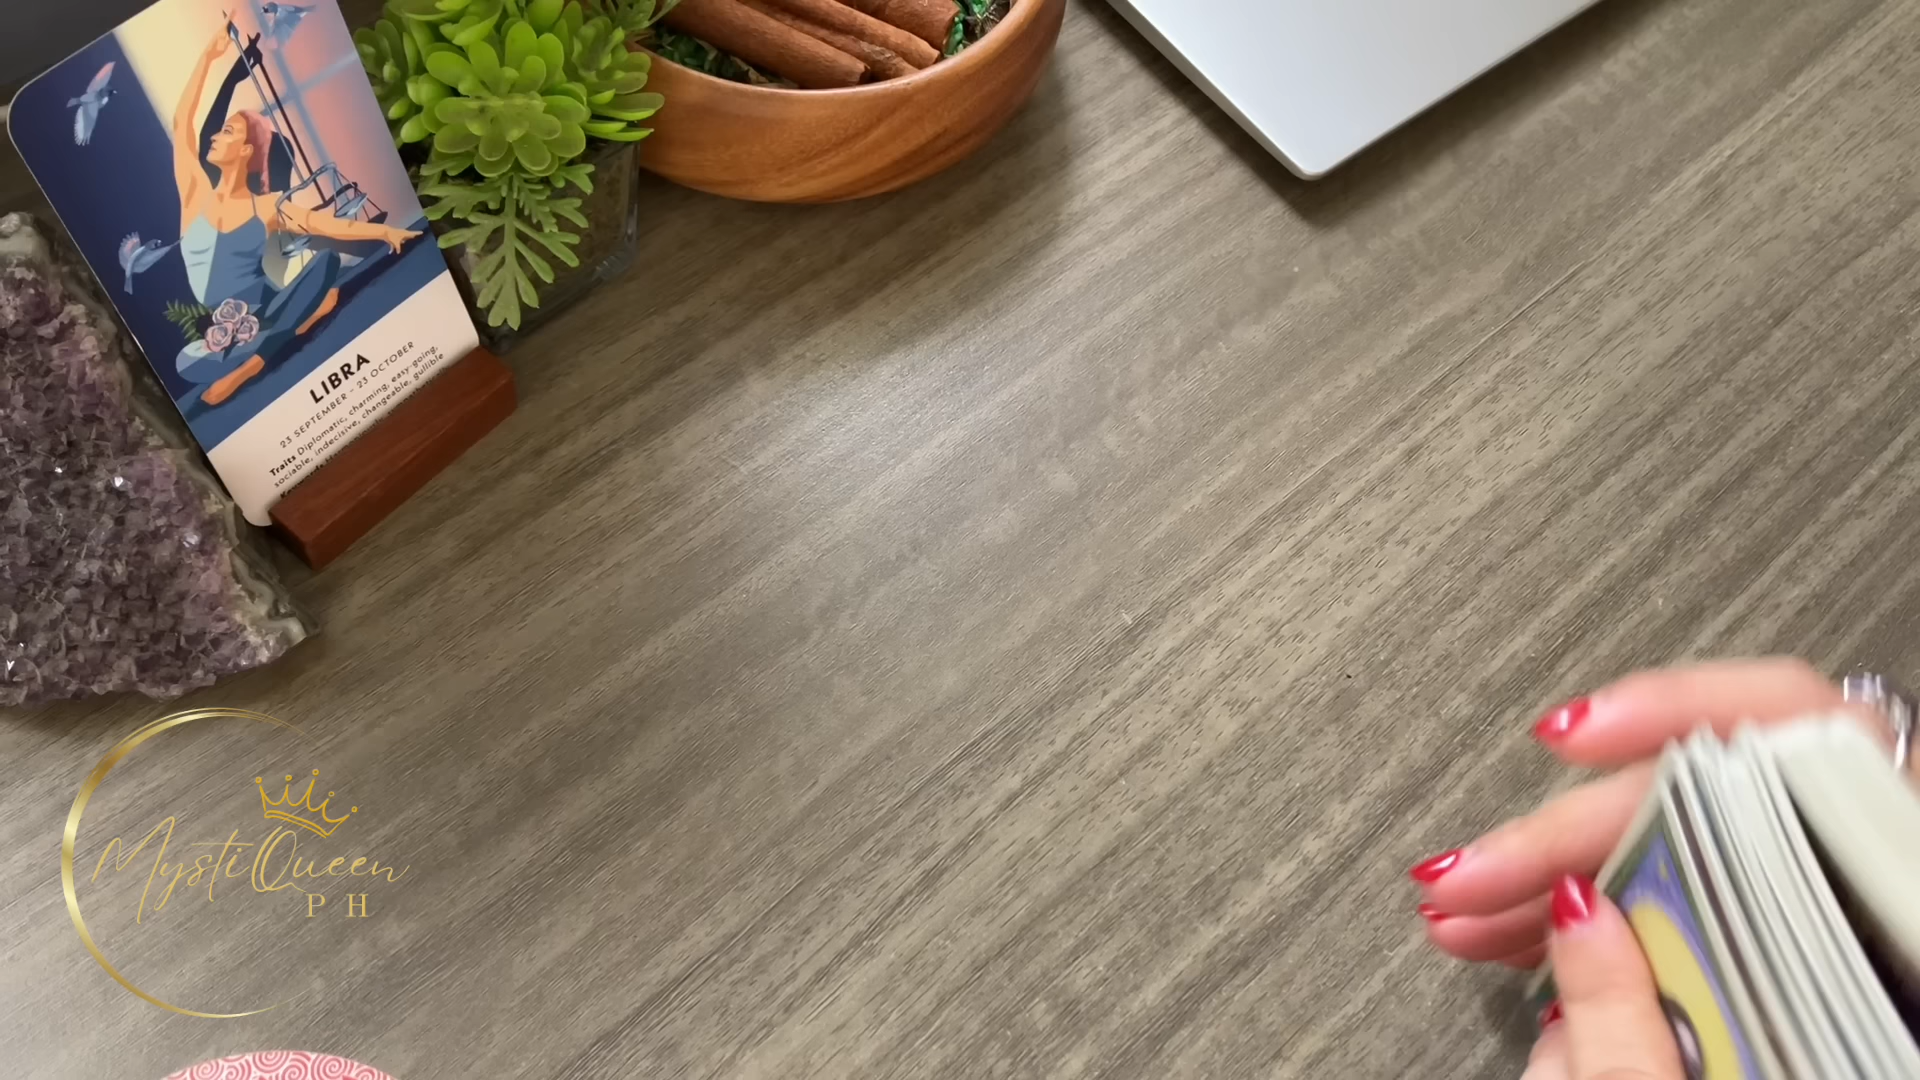 LIBRA
23 SEPTEMBER – 23 OCTOBER
Traits Diplomatic, charming, easy-going,
sociable, indecisive, changeable, gullible
MystiQueen
PH